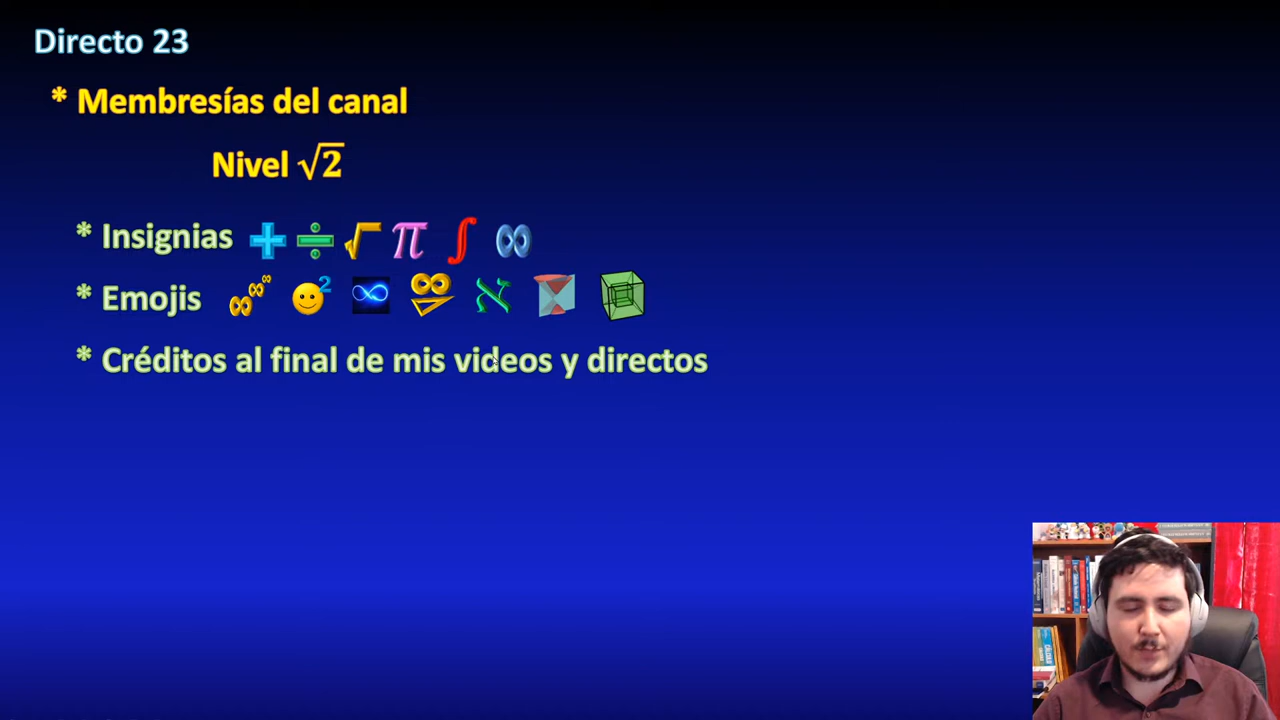 Directo 23
* Membresías del canal
Nivel √2
* Insignias + ÷ √ π ∫ ∞
* Emojis
* Créditos al final de mis videos y directos